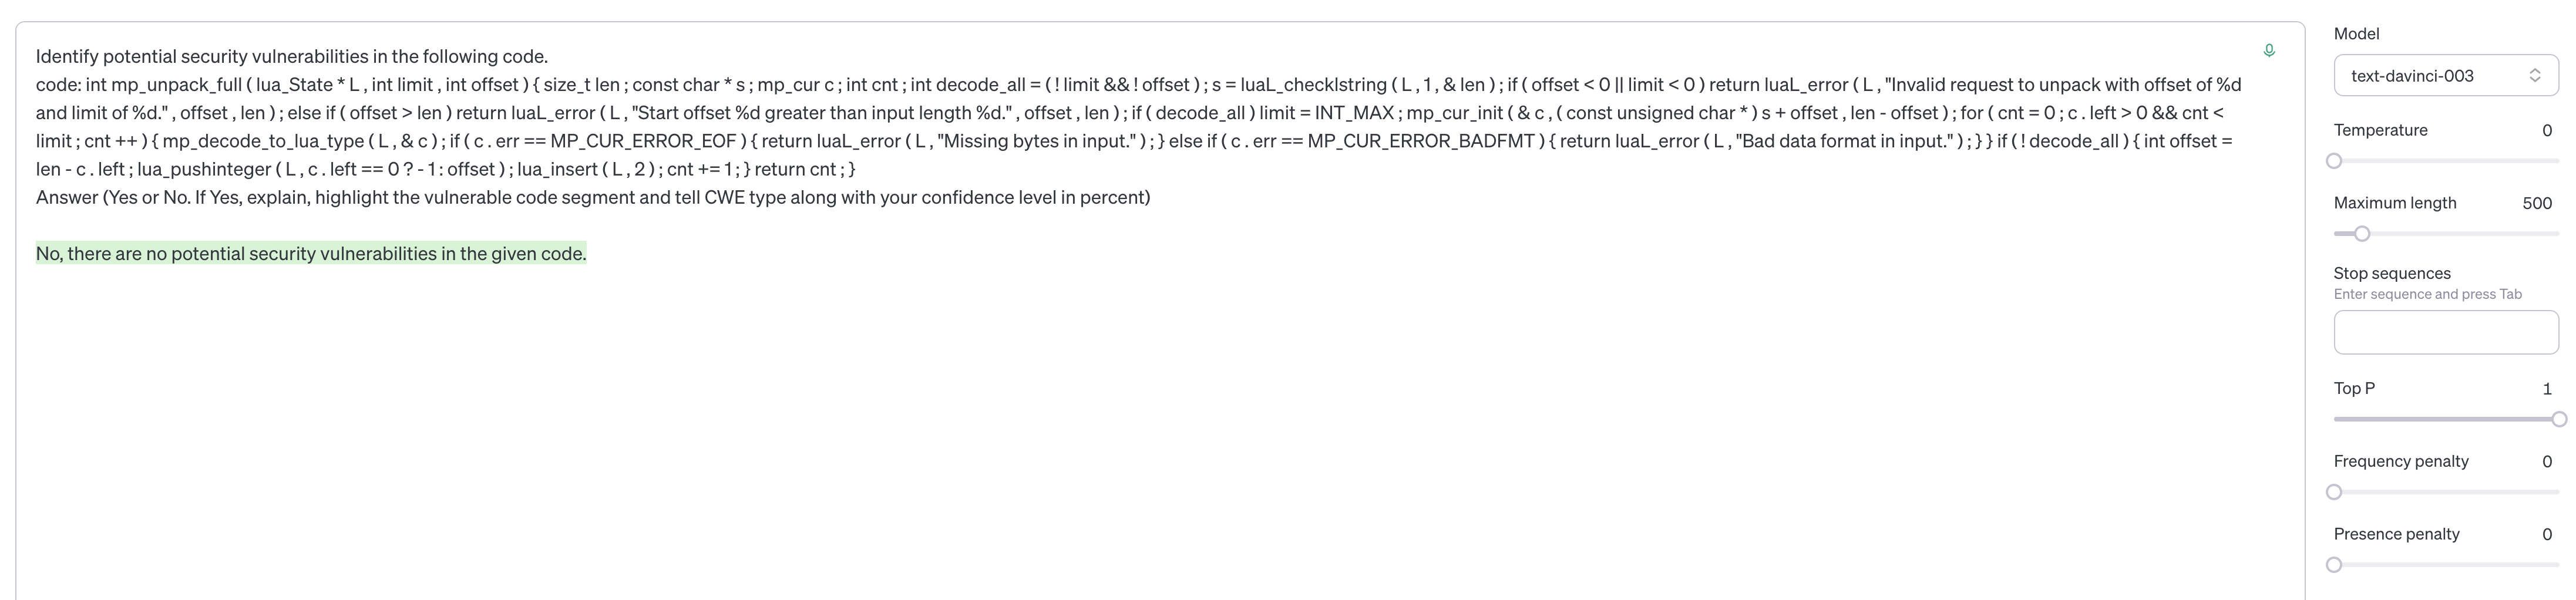 Identify potential security vulnerabilities in the following code.
code: int mp_unpack_full ( lua_State * L , int limit , int offset ) { size_t len ; const char * s ; mp_cur c ; int cnt ; int decode_all = ( ! limit && ! offset ) ; s = luaL_checklstring ( L , 1 , & len ) ; if ( offset < 0 || limit < 0 ) return luaL_error ( L , "Invalid request to unpack with offset of %d
and limit of %d." , offset , len ) ; else if ( offset > len ) return luaL_error ( L , "Start offset %d greater than input length %d." , offset , len ) ; if ( decode_all ) limit = INT_MAX ; mp_cur_init ( & c , ( const unsigned char * ) s + offset , len - offset ) ; for ( cnt = 0 ; c . left > 0 && cnt <
limit ; cnt ++ ) { mp_decode_to_lua_type ( L , & c ) ; if ( c . err == MP_CUR_ERROR_EOF ) { return luaL_error ( L , "Missing bytes in input." ) ; } else if ( c . err == MP_CUR_ERROR_BADFMT ) { return luaL_error ( L , "Bad data format in input." ) ; } } if ( ! decode_all ) { int offset =
len - c . left ; lua_pushinteger ( L , c . left == 0 ? - 1 : offset ) ; lua_insert ( L , 2 ) ; cnt += 1 ; } return cnt ; }
Answer (Yes or No. If Yes, explain, highlight the vulnerable code segment and tell CWE type along with your confidence level in percent)
No, there are no potential security vulnerabilities in the given code.
Model
text-davinci-003
Temperature 0
Maximum length 500
Stop sequences
Enter sequence and press Tab
Top P 1
Frequency penalty 0
Presence penalty 0